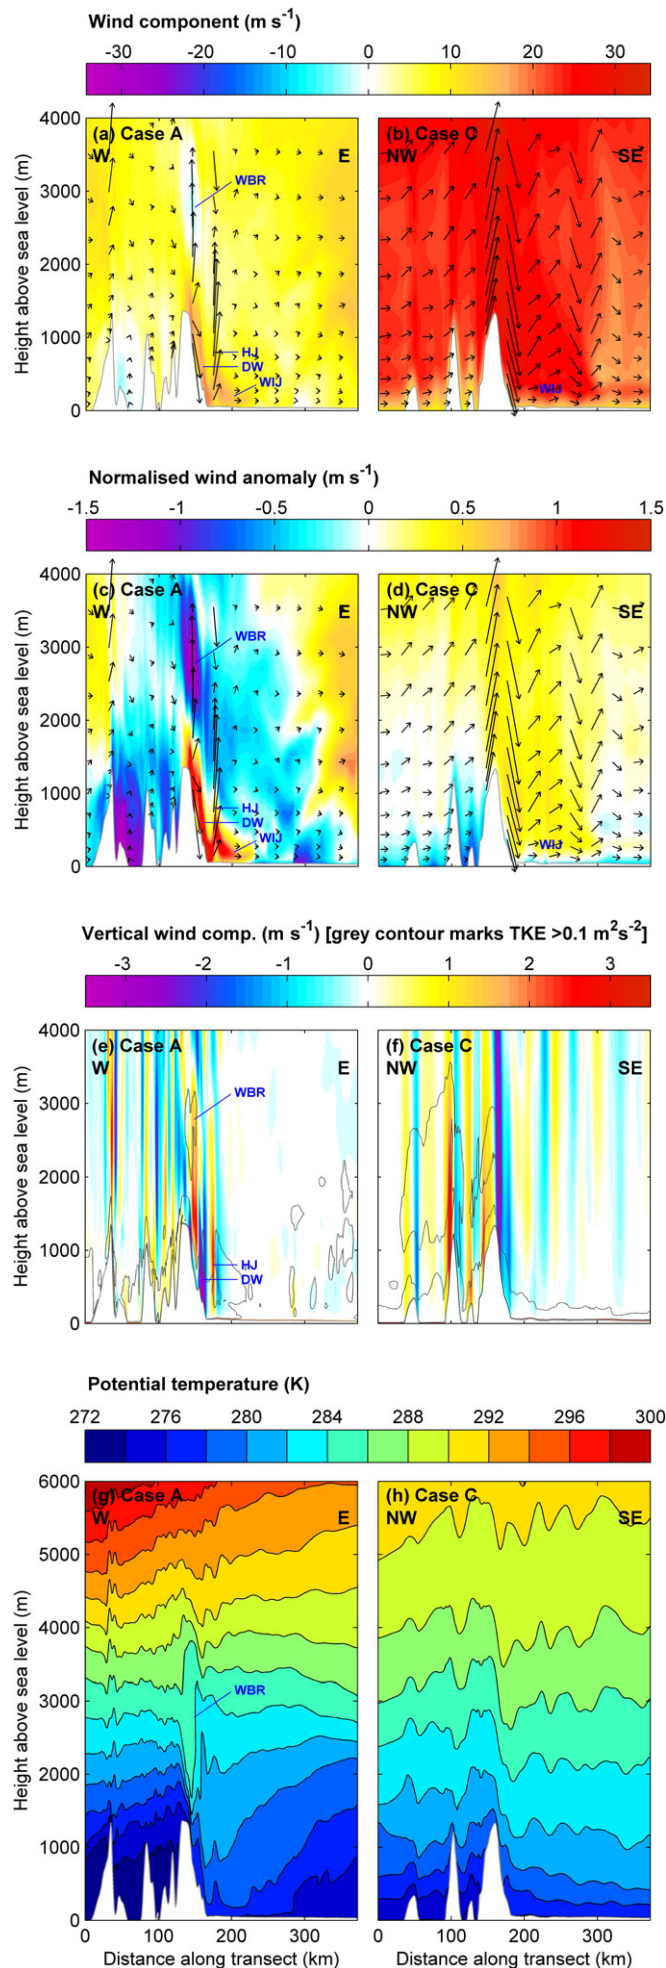 Wind component (m s⁻¹)
-30 -20 -10 0 10 20 30
4000
3000
2000
1000
0
Height above sea level (m)
(a) Case A
W E
WBR
HJ
DW
WIJ
(b) Case C
NW SE
WIJ
Normalised wind anomaly (m s⁻¹)
-1.5 -1 -0.5 0 0.5 1 1.5
4000
3000
2000
1000
0
Height above sea level (m)
(c) Case A
W E
WBR
HJ
DW
WIJ
(d) Case C
NW SE
WIJ
Vertical wind comp. (m s⁻¹) [grey contour marks TKE >0.1 m²s⁻²]
-3 -2 -1 0 1 2 3
4000
3000
2000
1000
0
Height above sea level (m)
(e) Case A
W E
WBR
HJ
DW
(f) Case C
NW SE
Potential temperature (K)
272 276 280 284 288 292 296 300
6000
5000
4000
3000
2000
1000
0
Height above sea level (m)
(g) Case A
W E
WBR
(h) Case C
NW SE
0 100 200 300
0 100 200 300
Distance along transect (km)
Distance along transect (km)